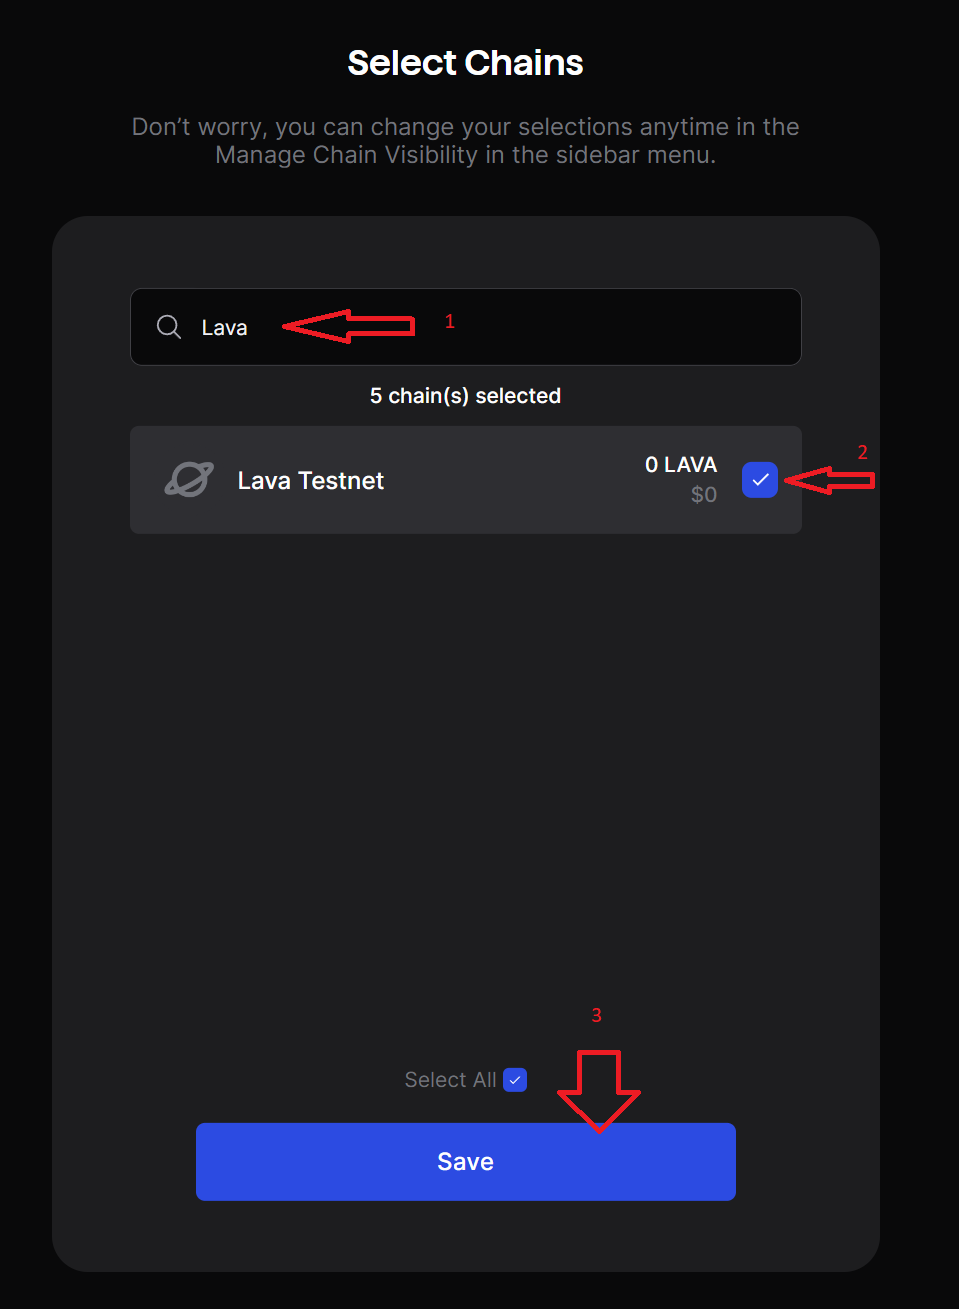 Select Chains
Don’t worry, you can change your selections anytime in the
Manage Chain Visibility in the sidebar menu.
Lava
1
5 chain(s) selected
Lava Testnet
0 LAVA
$0
2
3
Select All
Save